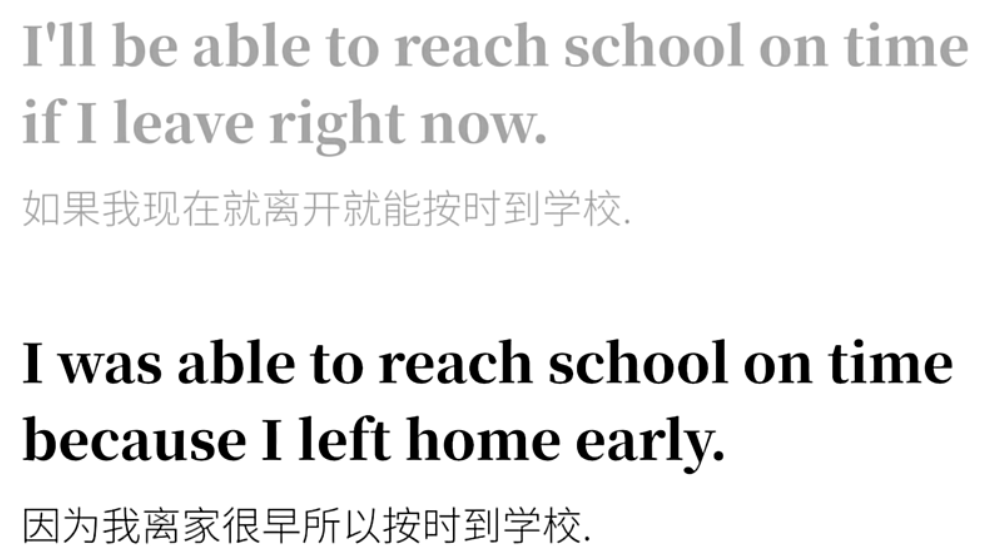 I'll be able to reach school on time
if I leave right now.
如果我现在就离开就能按时到学校.
I was able to reach school on time
because I left home early.
因为我离家很早所以按时到学校.